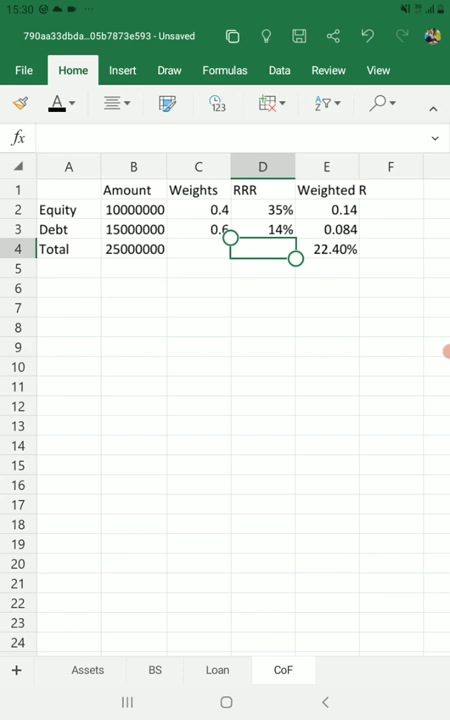 15:30
790aa33dbda...05b7873e593 - Unsaved
File Home Insert Draw Formulas Data Review View
A 123 A Z
fx
A B C D E F
1 Amount Weights RRR Weighted R
2 Equity 10000000 0.4 35% 0.14
3 Debt 15000000 0.6 14% 0.084
4 Total 25000000 22.40%
5
6
7
8
9
10
11
12
13
14
15
16
17
18
19
20
21
22
23
24
+ Assets BS Loan CoF